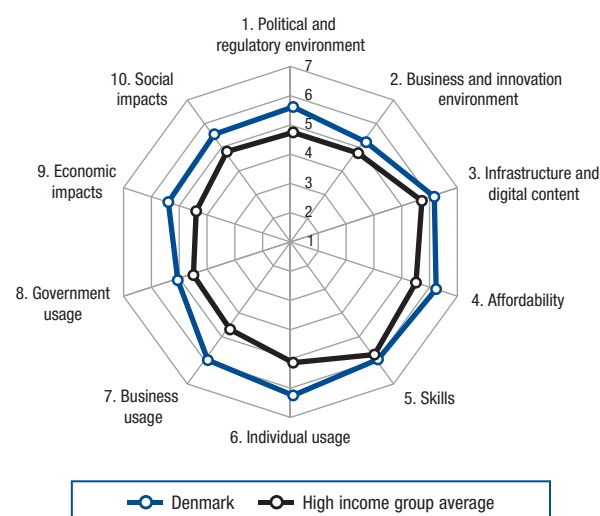 1. Political and
regulatory environment
2. Business and innovation
environment
3. Infrastructure and
digital content
4. Affordability
5. Skills
6. Individual usage
7. Business
usage
8. Government
usage
9. Economic
impacts
10. Social
impacts
7
6
5
4
3
2
1
Denmark
High income group average